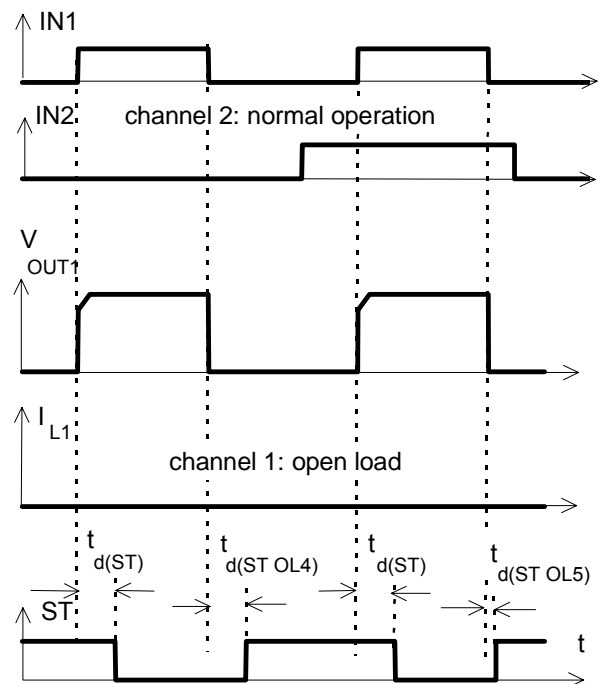 IN1
IN2 channel 2: normal operation
V
OUT1
I L1
channel 1: open load
t d(ST) t d(ST OL4) t d(ST) t d(ST OL5)
ST t